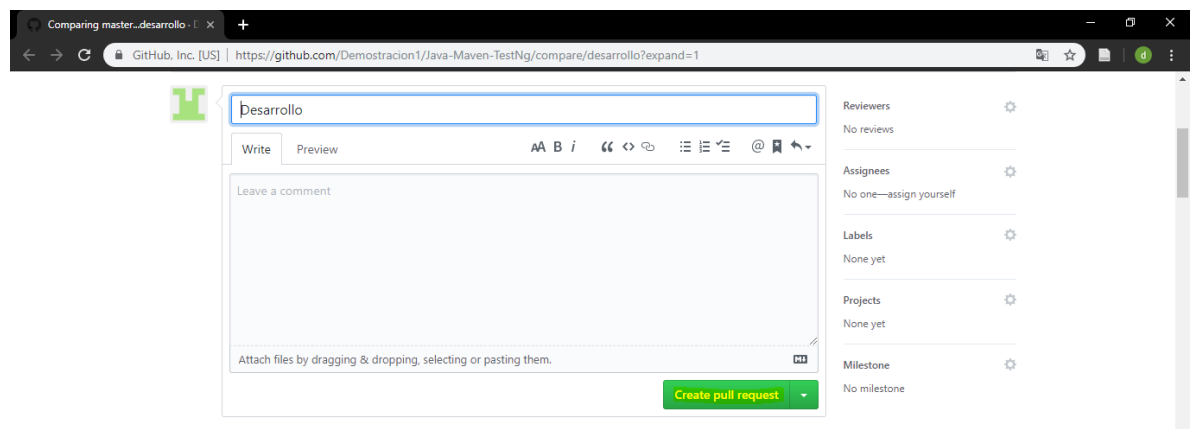 Comparing master...desarrollo · D
GitHub, Inc. [US] | https://github.com/Demostracion1/Java-Maven-TestNg/compare/desarrollo?expand=1
d
Desarrollo
Write Preview AA B i
Leave a comment
Attach files by dragging & dropping, selecting or pasting them.
Create pull request
Reviewers
No reviews
Assignees
No one—assign yourself
Labels
None yet
Projects
None yet
Milestone
No milestone